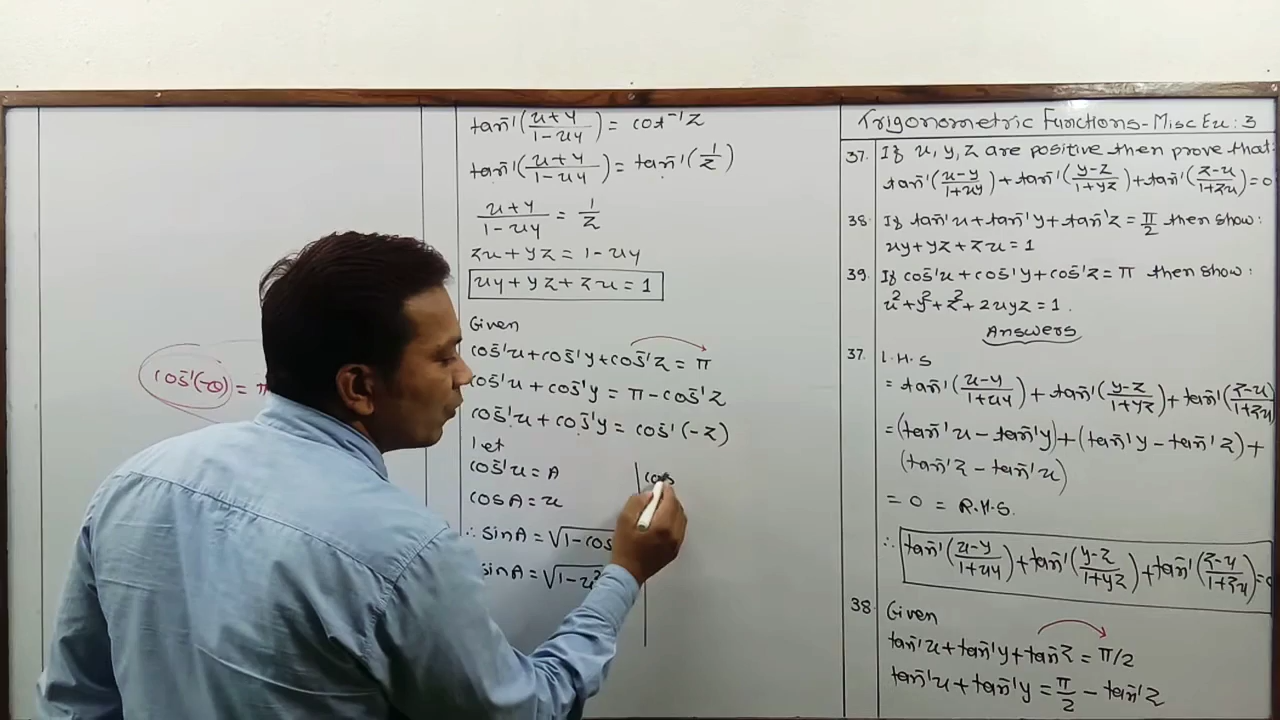 Trigonometric Functions - Misc Ex: 3
37. If x, y, z are positive then prove that:
tan⁻¹((x-y)/(1+xy)) + tan⁻¹((y-z)/(1+yz)) + tan⁻¹((z-x)/(1+zx)) = 0
38. If tan⁻¹x + tan⁻¹y + tan⁻¹z = π/2 then show:
xy + yz + zx = 1
39. If cos⁻¹x + cos⁻¹y + cos⁻¹z = π then show:
x² + y² + z² + 2xyz = 1.
Answers
37. L.H.S
= tan⁻¹((x-y)/(1+xy)) + tan⁻¹((y-z)/(1+yz)) + tan⁻¹((z-x)/(1+zx))
= (tan⁻¹x - tan⁻¹y) + (tan⁻¹y - tan⁻¹z) +
(tan⁻¹z - tan⁻¹x)
= 0 = R.H.S.
∴ tan⁻¹((x-y)/(1+xy)) + tan⁻¹((y-z)/(1+yz)) + tan⁻¹((z-x)/(1+zx)) = 0
38 Given
tan⁻¹x + tan⁻¹y + tan⁻¹z = π/2
tan⁻¹x + tan⁻¹y = π/2 - tan⁻¹z
tan⁻¹((x+y)/(1-xy)) = cot⁻¹z
tan⁻¹((x+y)/(1-xy)) = tan⁻¹(1/z)
(x+y)/(1-xy) = 1/z
zx + yz = 1 - xy
xy + yz + zx = 1
Given
cos⁻¹x + cos⁻¹y + cos⁻¹z = π
cos⁻¹x + cos⁻¹y = π - cos⁻¹z
cos⁻¹x + cos⁻¹y = cos⁻¹(-z)
let
cos⁻¹x = A
cosA = x
∴ sinA = √1-cos
sinA = √1-x²
cos
=